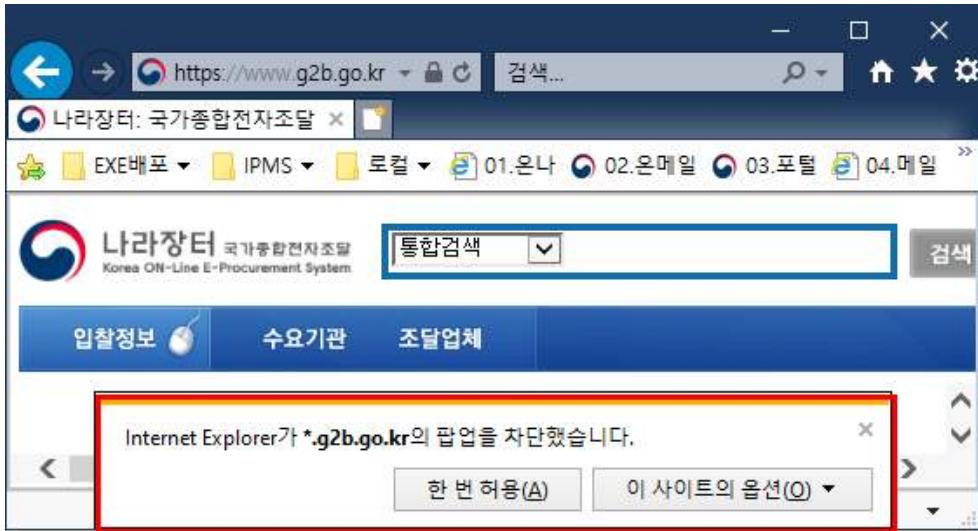 https://www.g2b.go.kr 검색...
나라장터: 국가종합전자조달
EXE배포 IPMS 로컬 01.온나 02.온메일 03.포털 04.메일
나라장터 국가종합전자조달 통합검색 검색
Korea ON-Line E-Procurement System
입찰정보 수요기관 조달업체
Internet Explorer가 *.g2b.go.kr의 팝업을 차단했습니다.
한 번 허용(A) 이 사이트의 옵션(O)